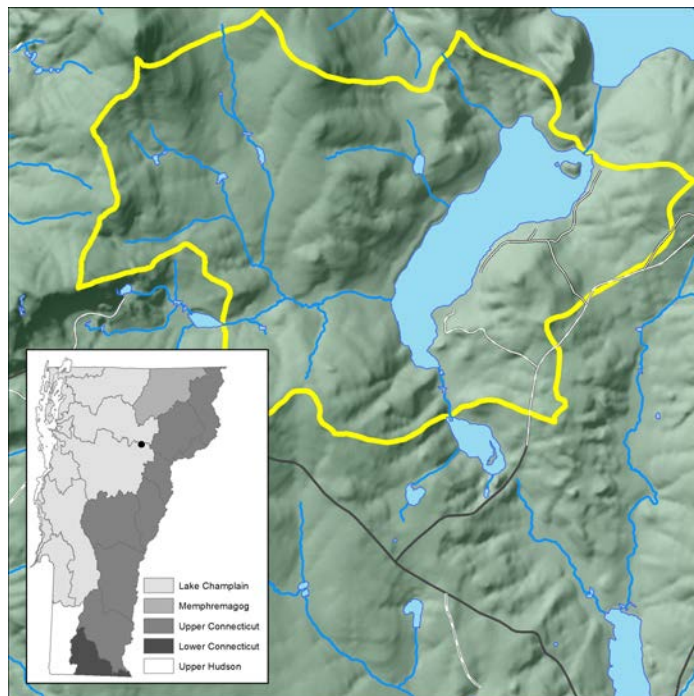 Lake Champlain
Memphremagog
Upper Connecticut
Lower Connecticut
Upper Hudson